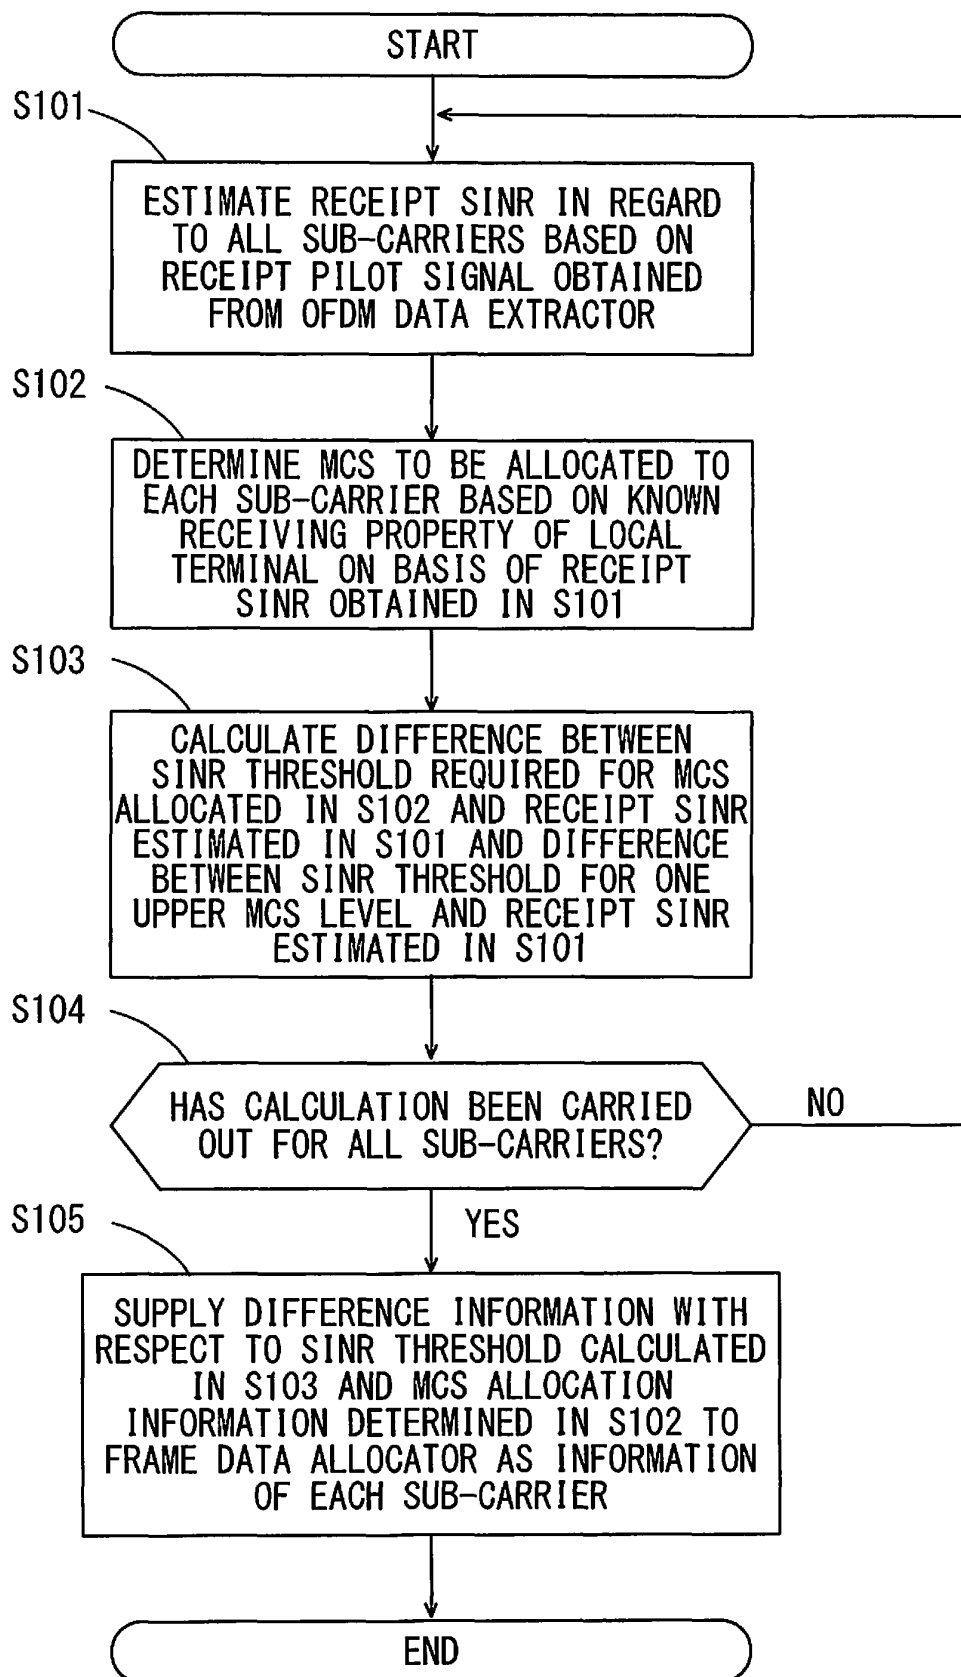 START
S101
ESTIMATE RECEIPT SINR IN REGARD
TO ALL SUB-CARRIERS BASED ON
RECEIPT PILOT SIGNAL OBTAINED
FROM OFDM DATA EXTRACTOR
S102
DETERMINE MCS TO BE ALLOCATED TO
EACH SUB-CARRIER BASED ON KNOWN
RECEIVING PROPERTY OF LOCAL
TERMINAL ON BASIS OF RECEIPT
SINR OBTAINED IN S101
S103
CALCULATE DIFFERENCE BETWEEN
SINR THRESHOLD REQUIRED FOR MCS
ALLOCATED IN S102 AND RECEIPT SINR
ESTIMATED IN S101 AND DIFFERENCE
BETWEEN SINR THRESHOLD FOR ONE
UPPER MCS LEVEL AND RECEIPT SINR
ESTIMATED IN S101
S104
HAS CALCULATION BEEN CARRIED
OUT FOR ALL SUB-CARRIERS?
NO
YES
S105
SUPPLY DIFFERENCE INFORMATION WITH
RESPECT TO SINR THRESHOLD CALCULATED
IN S103 AND MCS ALLOCATION
INFORMATION DETERMINED IN S102 TO
FRAME DATA ALLOCATOR AS INFORMATION
OF EACH SUB-CARRIER
END